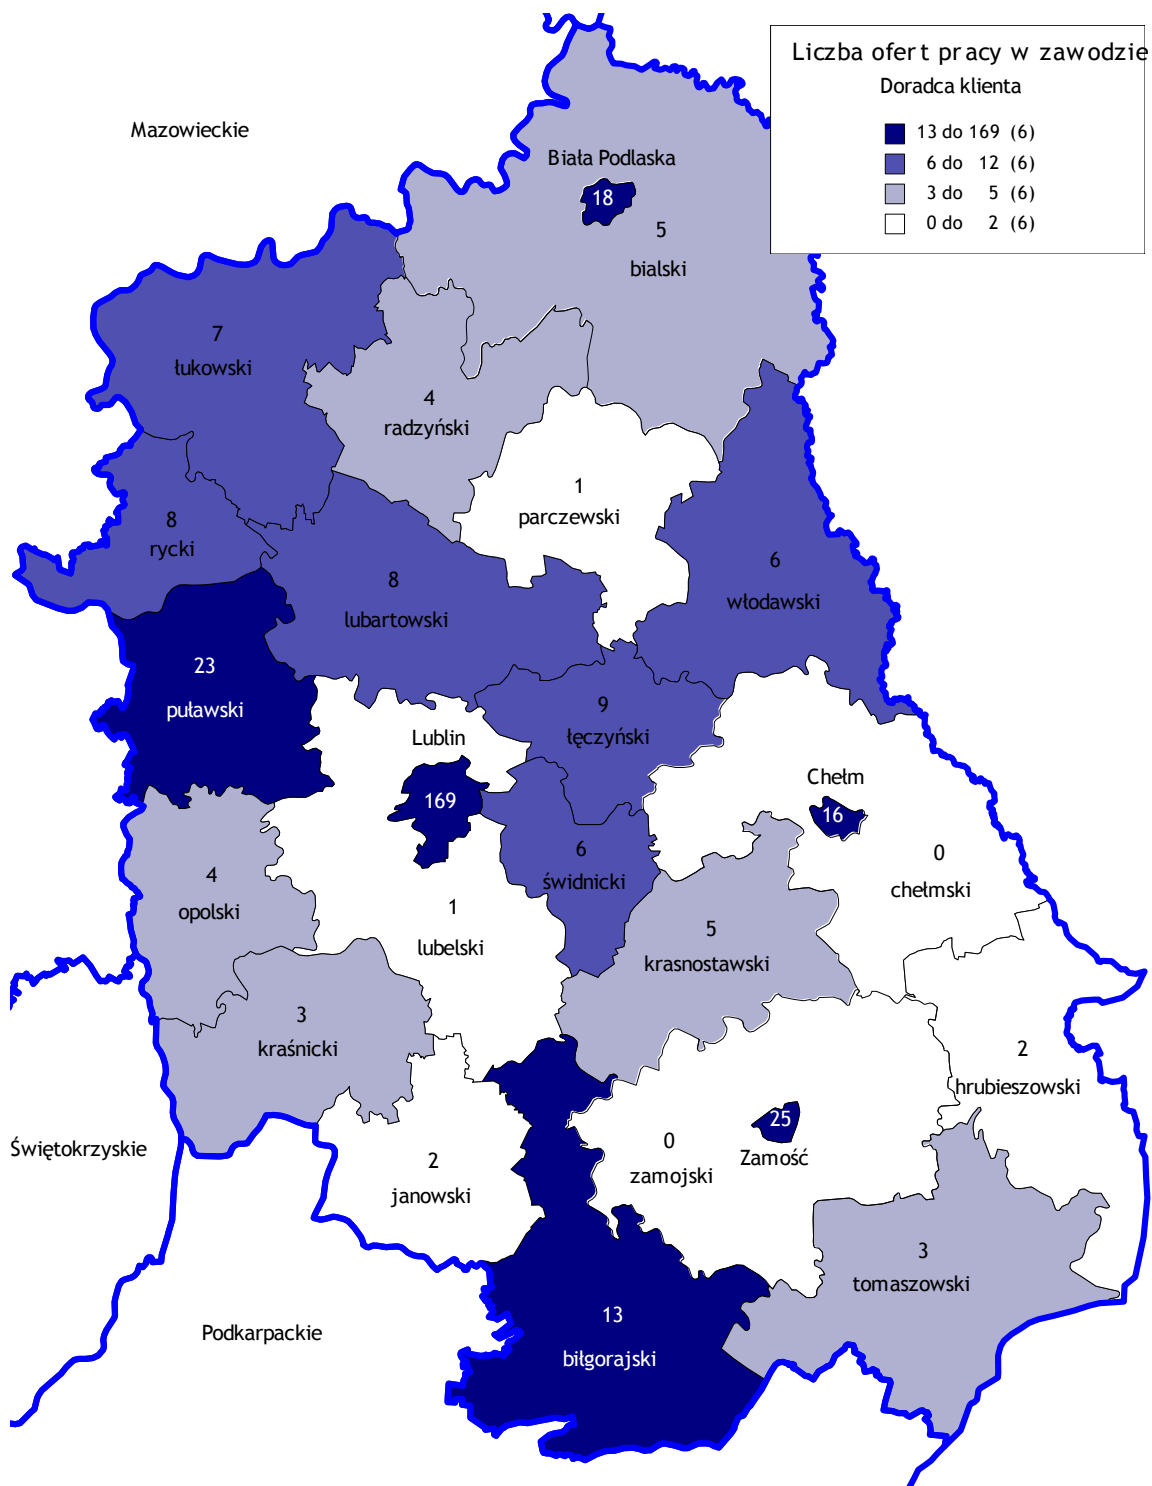 Liczba ofert pracy w zawodzie
Doradca klienta
13 do 169 (6)
6 do 12 (6)
3 do 5 (6)
0 do 2 (6)
Mazowieckie
Biała Podlaska
18
5
bialski
7
łukowski
4
radzyński
1
parczewski
8
rycki
8
lubartowski
6
włodawski
23
puławski
9
łęczyński
Lublin
169
Chełm
16
6
świdnicki
0
chełmski
4
opolski
1
lubelski
5
krasnostawski
3
kraśnicki
2
hrubieszowski
Świętokrzyskie
25
Zamość
0
zamojski
2
janowski
3
tomaszowski
Podkarpackie
13
biłgorajski